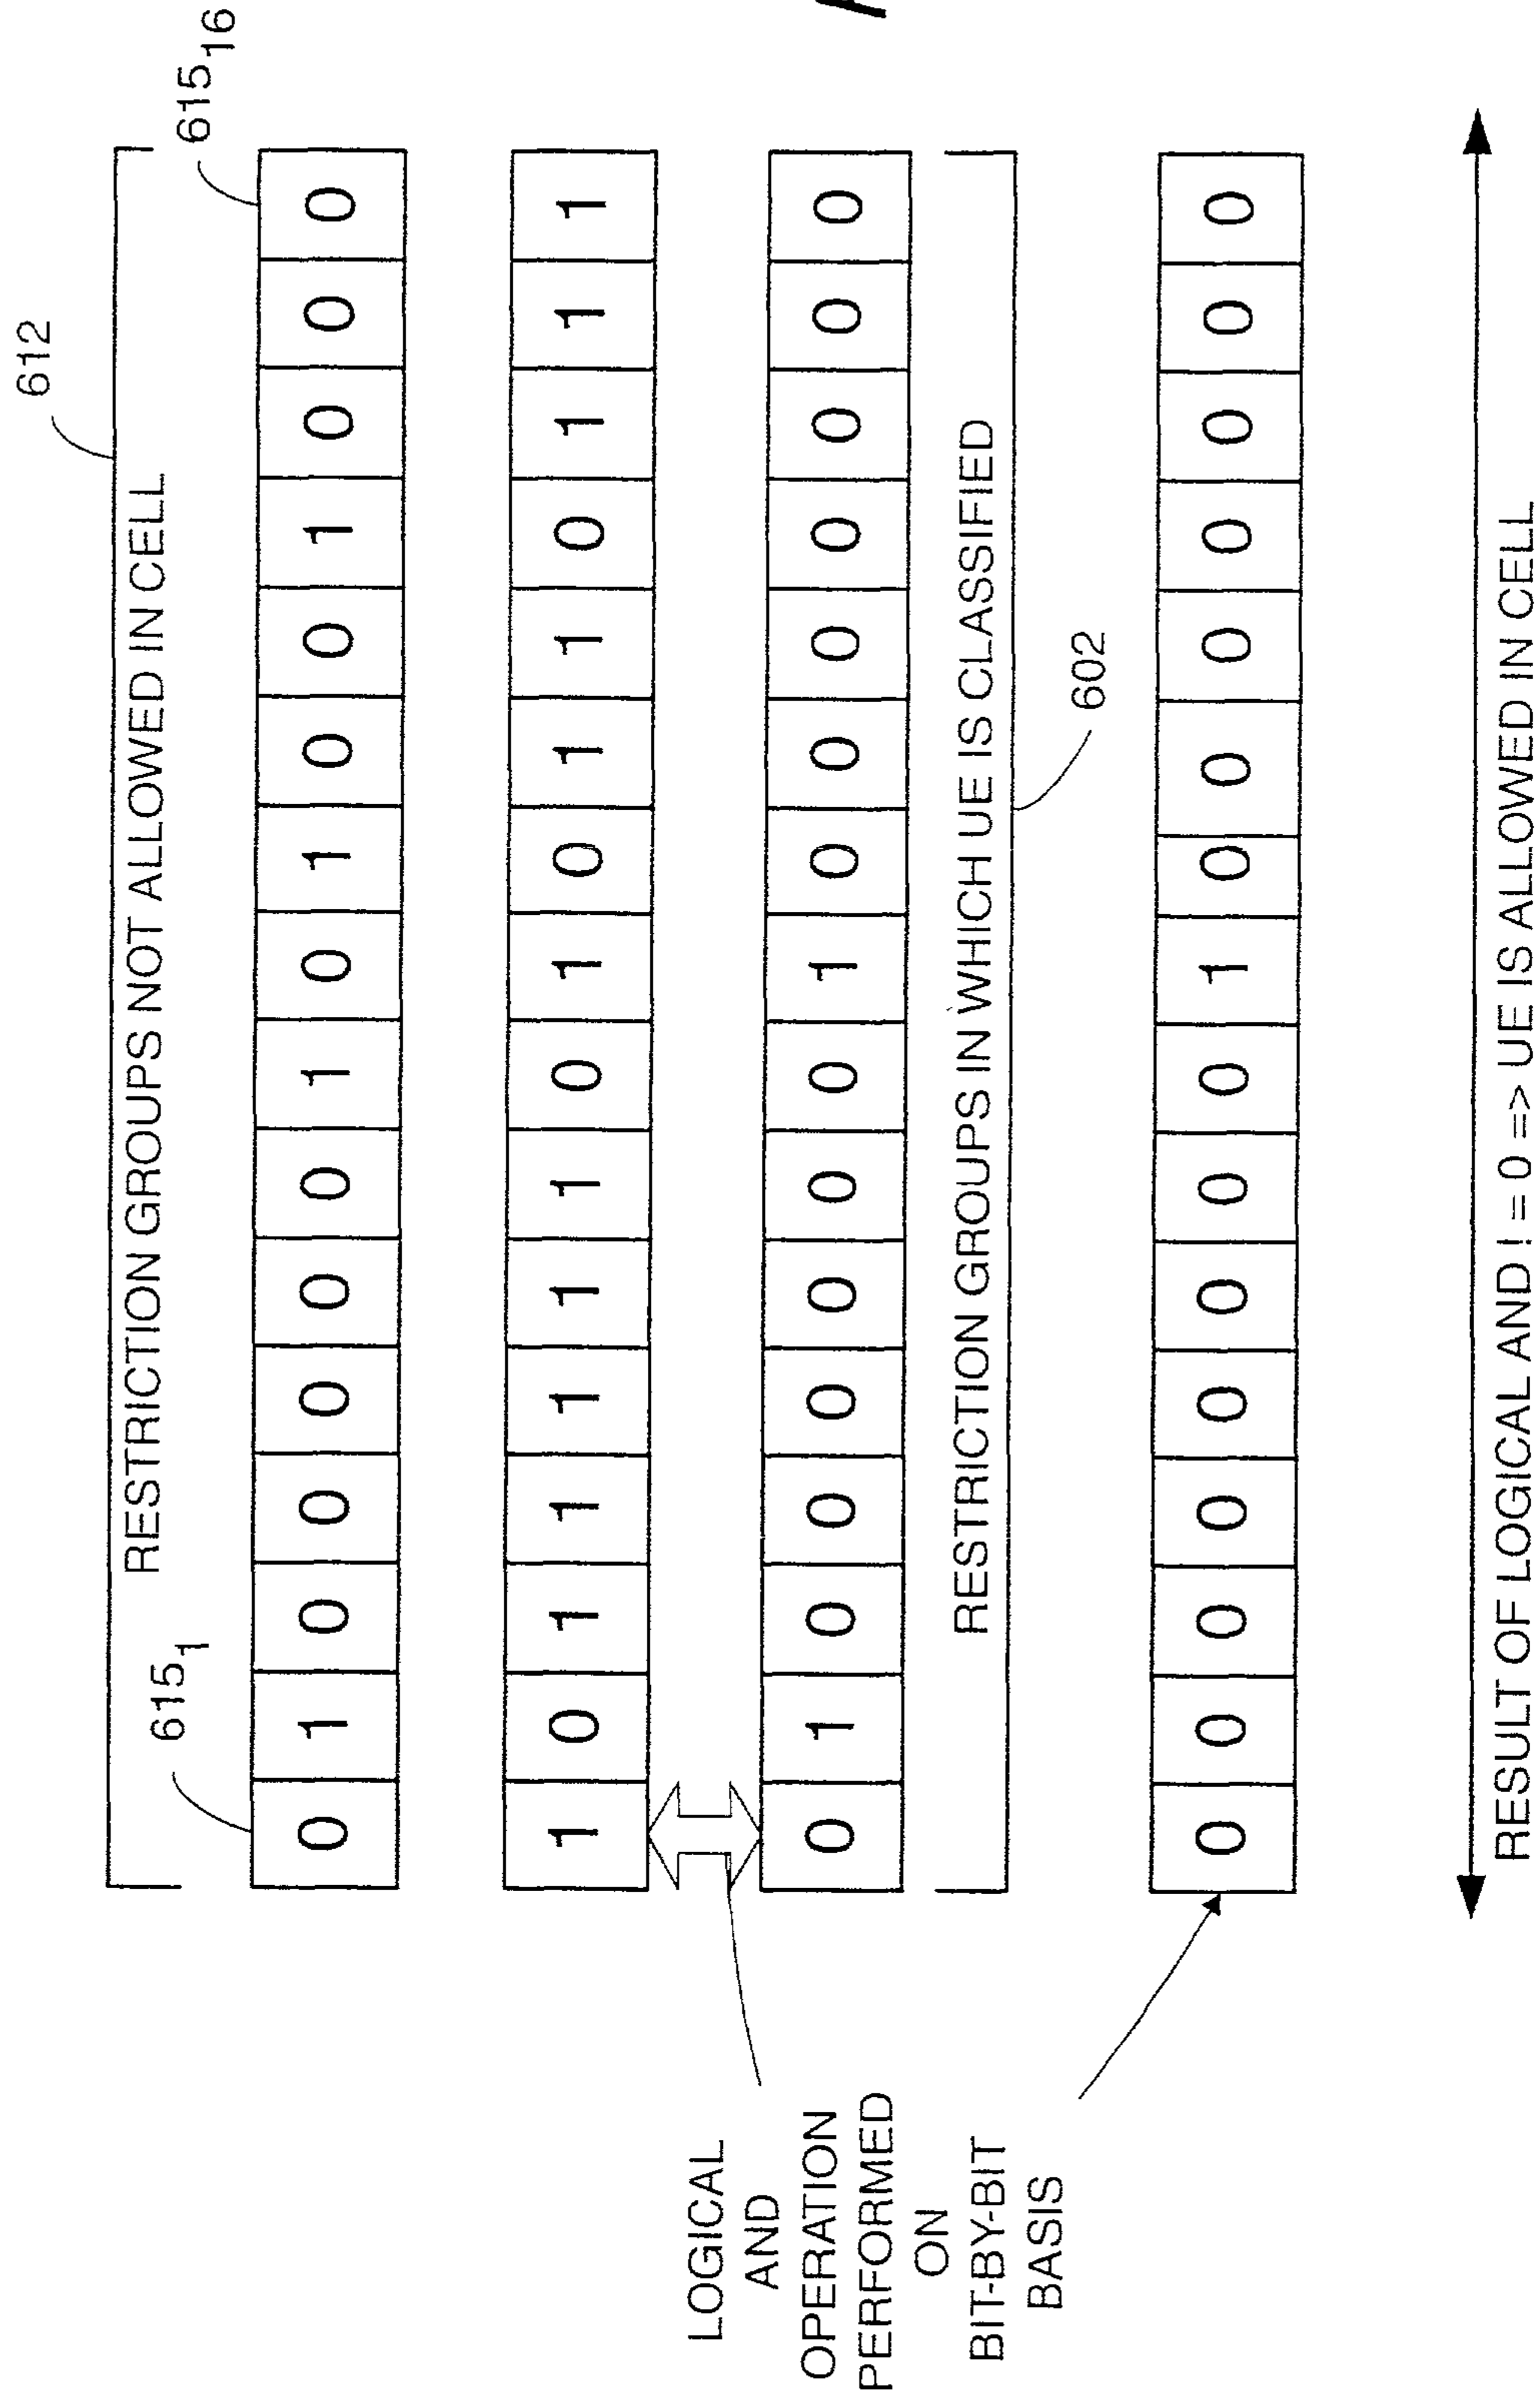 612
RESTRICTION GROUPS NOT ALLOWED IN CELL
615₁
615₁₆
0 1 0 0 0 0 0 1 0 1 0 0 1 0 0 0
1 0 1 1 1 1 1 0 1 0 1 1 0 1 1 1
LOGICAL
AND
OPERATION
PERFORMED
ON
BIT-BY-BIT
BASIS
0 1 0 0 0 0 0 0 1 0 0 0 0 0 0 0
RESTRICTION GROUPS IN WHICH UE IS CLASSIFIED
602
0 0 0 0 0 0 0 0 1 0 0 0 0 0 0 0
RESULT OF LOGICAL AND ! = 0 => UE IS ALLOWED IN CELL